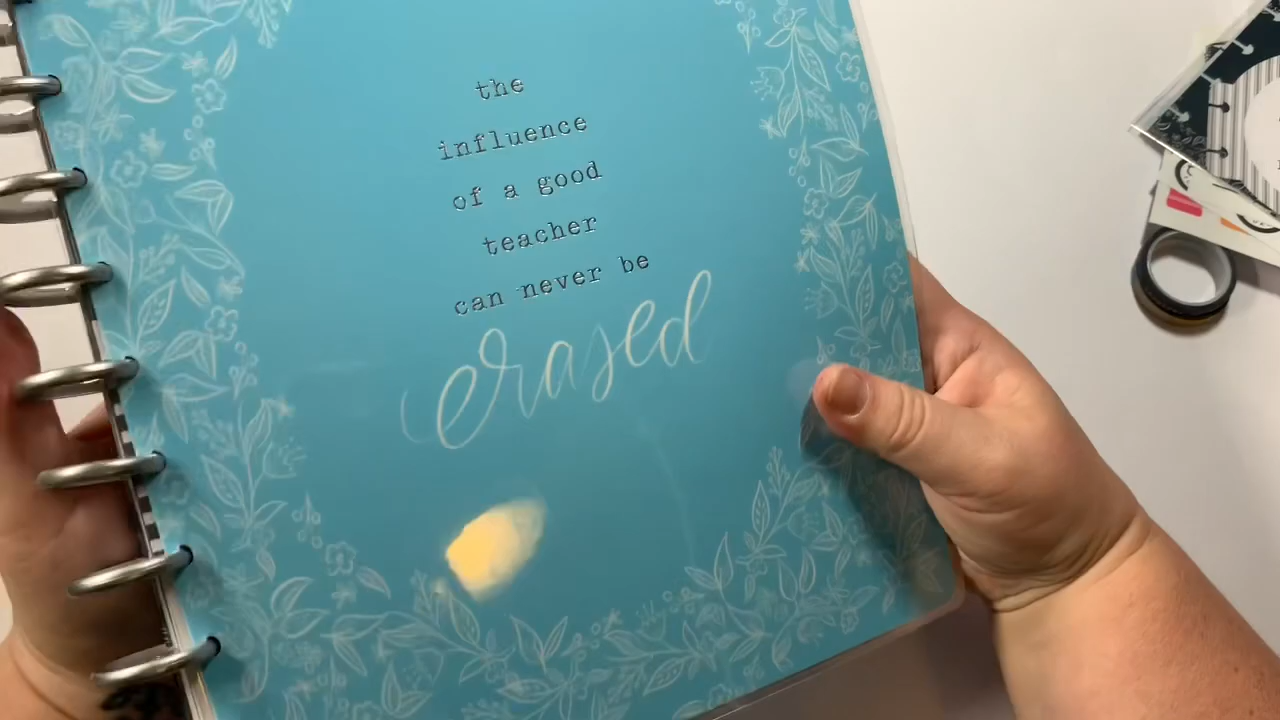 the
influence
of a good
teacher
can never be
erased